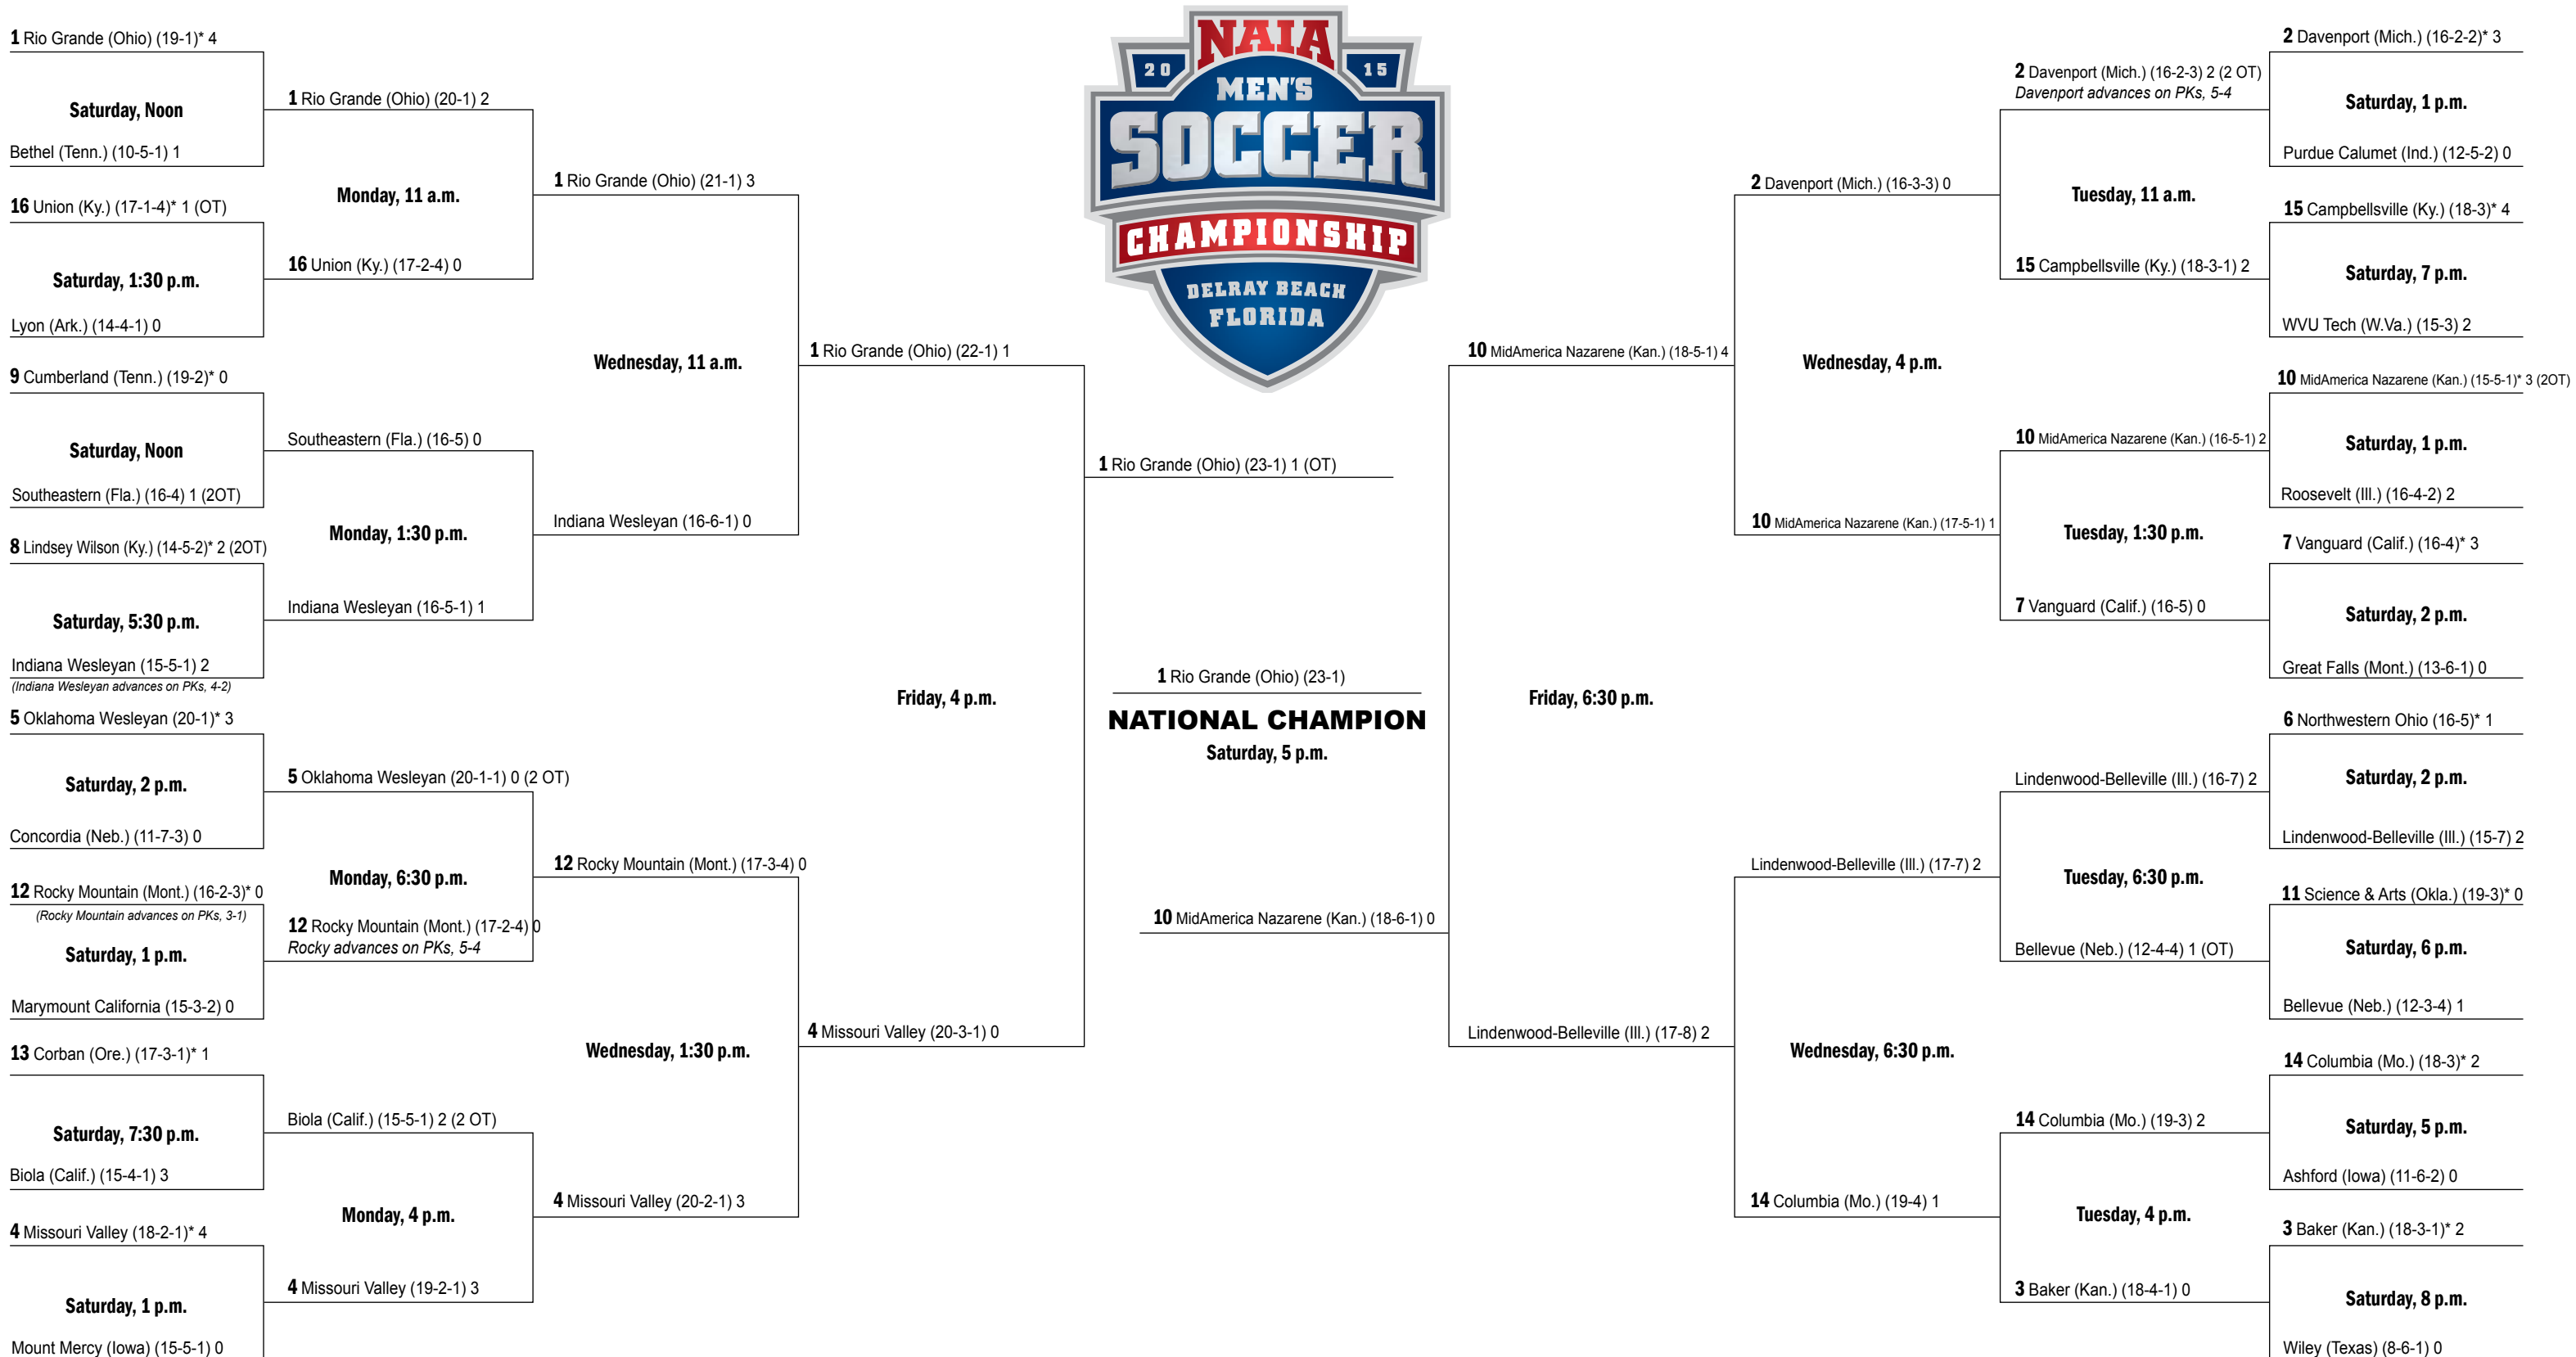 1 Rio Grande (Ohio) (19-1)* 4
Saturday, Noon
Bethel (Tenn.) (10-5-1) 1
16 Union (Ky.) (17-1-4)* 1 (OT)
Saturday, 1:30 p.m.
Lyon (Ark.) (14-4-1) 0
9 Cumberland (Tenn.) (19-2)* 0
Saturday, Noon
Southeastern (Fla.) (16-4) 1 (2OT)
8 Lindsey Wilson (Ky.) (14-5-2)* 2 (2OT)
Saturday, 5:30 p.m.
Indiana Wesleyan (15-5-1) 2
(Indiana Wesleyan advances on PKs, 4-2)
5 Oklahoma Wesleyan (20-1)* 3
Saturday, 2 p.m.
Concordia (Neb.) (11-7-3) 0
12 Rocky Mountain (Mont.) (16-2-3)* 0
(Rocky Mountain advances on PKs, 3-1)
Saturday, 1 p.m.
Marymount California (15-3-2) 0
13 Corban (Ore.) (17-3-1)* 1
Saturday, 7:30 p.m.
Biola (Calif.) (15-4-1) 3
4 Missouri Valley (18-2-1)* 4
Saturday, 1 p.m.
Mount Mercy (Iowa) (15-5-1) 0
1 Rio Grande (Ohio) (20-1) 2
Monday, 11 a.m.
16 Union (Ky.) (17-2-4) 0
Southeastern (Fla.) (16-5) 0
Monday, 1:30 p.m.
Indiana Wesleyan (16-5-1) 1
5 Oklahoma Wesleyan (20-1-1) 0 (2 OT)
Monday, 6:30 p.m.
12 Rocky Mountain (Mont.) (17-2-4) 0
Rocky advances on PKs, 5-4
Biola (Calif.) (15-5-1) 2 (2 OT)
Monday, 4 p.m.
4 Missouri Valley (19-2-1) 3
1 Rio Grande (Ohio) (21-1) 3
Wednesday, 11 a.m.
Indiana Wesleyan (16-6-1) 0
12 Rocky Mountain (Mont.) (17-3-4) 0
Wednesday, 1:30 p.m.
4 Missouri Valley (20-2-1) 3
1 Rio Grande (Ohio) (22-1) 1
Friday, 4 p.m.
4 Missouri Valley (20-3-1) 0
NAIA
20 15
MEN'S
SOCCER
CHAMPIONSHIP
DELRAY BEACH
FLORIDA
1 Rio Grande (Ohio) (23-1) 1 (OT)
1 Rio Grande (Ohio) (23-1)
NATIONAL CHAMPION
Saturday, 5 p.m.
10 MidAmerica Nazarene (Kan.) (18-6-1) 0
10 MidAmerica Nazarene (Kan.) (18-5-1) 4
Friday, 6:30 p.m.
Lindenwood-Belleville (Ill.) (17-8) 2
2 Davenport (Mich.) (16-3-3) 0
Wednesday, 4 p.m.
10 MidAmerica Nazarene (Kan.) (17-5-1) 1
Lindenwood-Belleville (Ill.) (17-7) 2
Wednesday, 6:30 p.m.
14 Columbia (Mo.) (19-4) 1
2 Davenport (Mich.) (16-2-3) 2 (2 OT)
Davenport advances on PKs, 5-4
Tuesday, 11 a.m.
15 Campbellsville (Ky.) (18-3-1) 2
10 MidAmerica Nazarene (Kan.) (16-5-1) 2
Tuesday, 1:30 p.m.
7 Vanguard (Calif.) (16-5) 0
Lindenwood-Belleville (Ill.) (16-7) 2
Tuesday, 6:30 p.m.
Bellevue (Neb.) (12-4-4) 1 (OT)
14 Columbia (Mo.) (19-3) 2
Tuesday, 4 p.m.
3 Baker (Kan.) (18-4-1) 0
2 Davenport (Mich.) (16-2-2)* 3
Saturday, 1 p.m.
Purdue Calumet (Ind.) (12-5-2) 0
15 Campbellsville (Ky.) (18-3)* 4
Saturday, 7 p.m.
WVU Tech (W.Va.) (15-3) 2
10 MidAmerica Nazarene (Kan.) (15-5-1)* 3 (2OT)
Saturday, 1 p.m.
Roosevelt (Ill.) (16-4-2) 2
7 Vanguard (Calif.) (16-4)* 3
Saturday, 2 p.m.
Great Falls (Mont.) (13-6-1) 0
6 Northwestern Ohio (16-5)* 1
Saturday, 2 p.m.
Lindenwood-Belleville (Ill.) (15-7) 2
11 Science & Arts (Okla.) (19-3)* 0
Saturday, 6 p.m.
Bellevue (Neb.) (12-3-4) 1
14 Columbia (Mo.) (18-3)* 2
Saturday, 5 p.m.
Ashford (Iowa) (11-6-2) 0
3 Baker (Kan.) (18-3-1)* 2
Saturday, 8 p.m.
Wiley (Texas) (8-6-1) 0